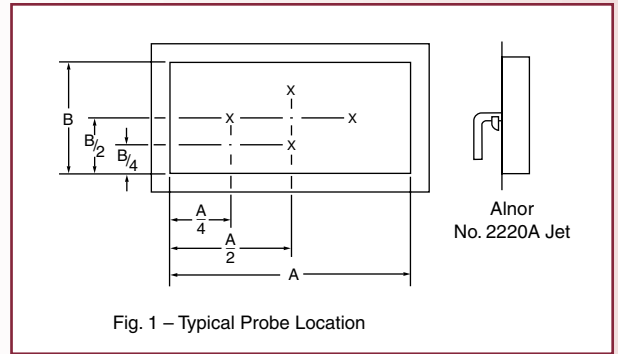 X
B
X
X
B/2
X
B/4
A
4
Alnor
No. 2220A Jet
A
2
A
Fig. 1 – Typical Probe Location